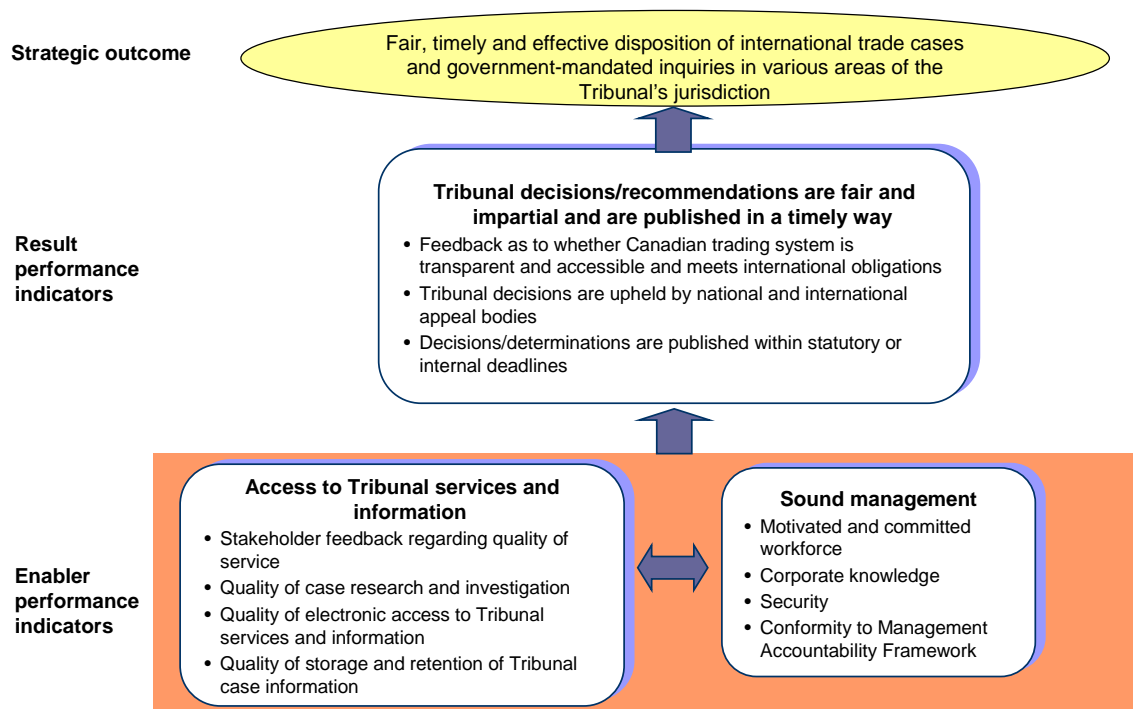 Strategic outcome
Fair, timely and effective disposition of international trade cases
and government-mandated inquiries in various areas of the
Tribunal's jurisdiction
Result
performance
indicators
Tribunal decisions/recommendations are fair and
impartial and are published in a timely way
• Feedback as to whether Canadian trading system is
transparent and accessible and meets international obligations
• Tribunal decisions are upheld by national and international
appeal bodies
• Decisions/determinations are published within statutory or
internal deadlines
Enabler
performance
indicators
Access to Tribunal services and
information
• Stakeholder feedback regarding quality of
service
• Quality of case research and investigation
• Quality of electronic access to Tribunal
services and information
• Quality of storage and retention of Tribunal
case information
Sound management
• Motivated and committed
workforce
• Corporate knowledge
• Security
• Conformity to Management
Accountability Framework